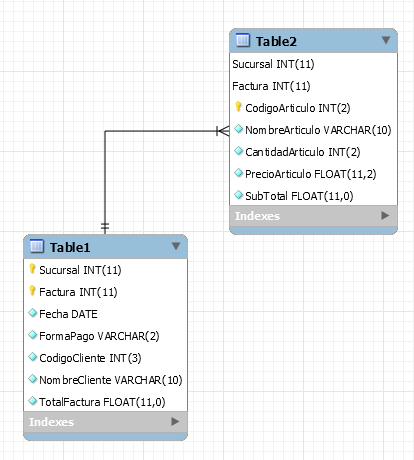 Table2
Sucursal INT(11)
Factura INT(11)
CodigoArticulo INT(2)
NombreArticulo VARCHAR(10)
CantidadArticulo INT(2)
PrecioArticulo FLOAT(11,2)
SubTotal FLOAT(11,0)
Indexes
Table1
Sucursal INT(11)
Factura INT(11)
Fecha DATE
FormaPago VARCHAR(2)
CodigoCliente INT(3)
NombreCliente VARCHAR(10)
TotalFactura FLOAT(11,0)
Indexes